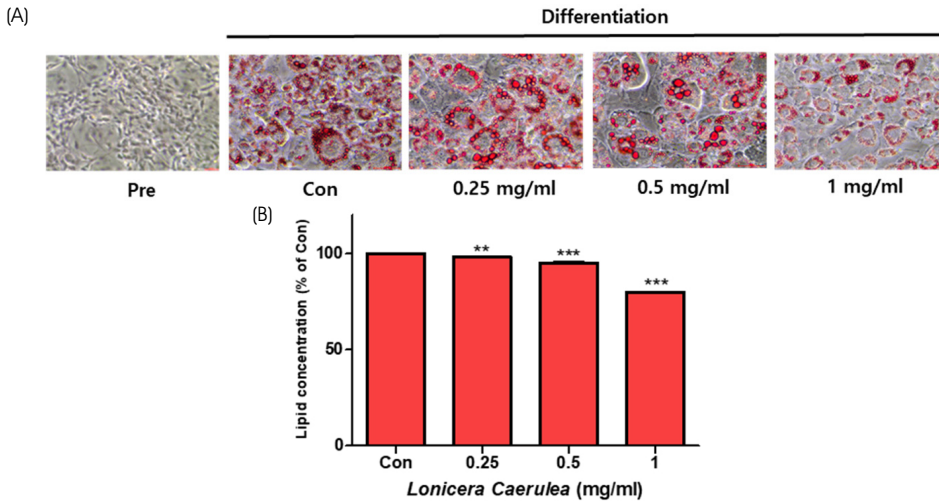 (A)
Differentiation
Pre Con 0.25 mg/ml 0.5 mg/ml 1 mg/ml
(B)
Lipid concentration (% of Con)
100
50
0
** *** ***
Con 0.25 0.5 1
Lonicera Caerulea (mg/ml)